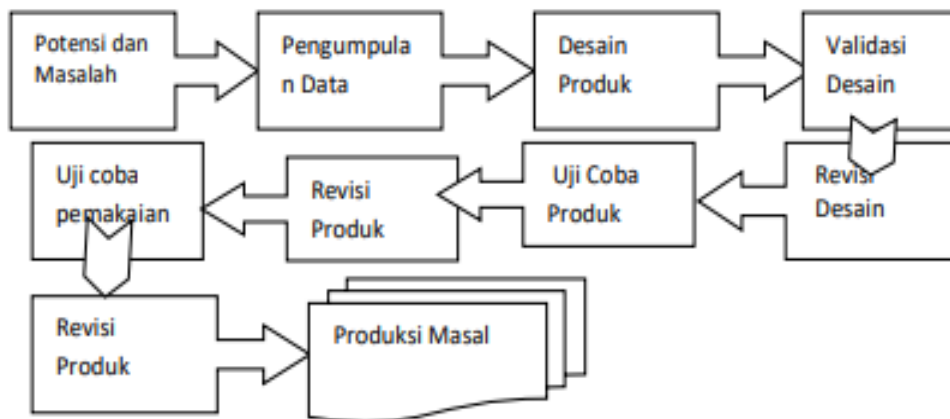 Potensi dan
Masalah
Pengumpula
n Data
Desain
Produk
Validasi
Desain
Revisi
Desain
Uji Coba
Produk
Revisi
Produk
Uji coba
pemakaian
Revisi
Produk
Produksi Masal